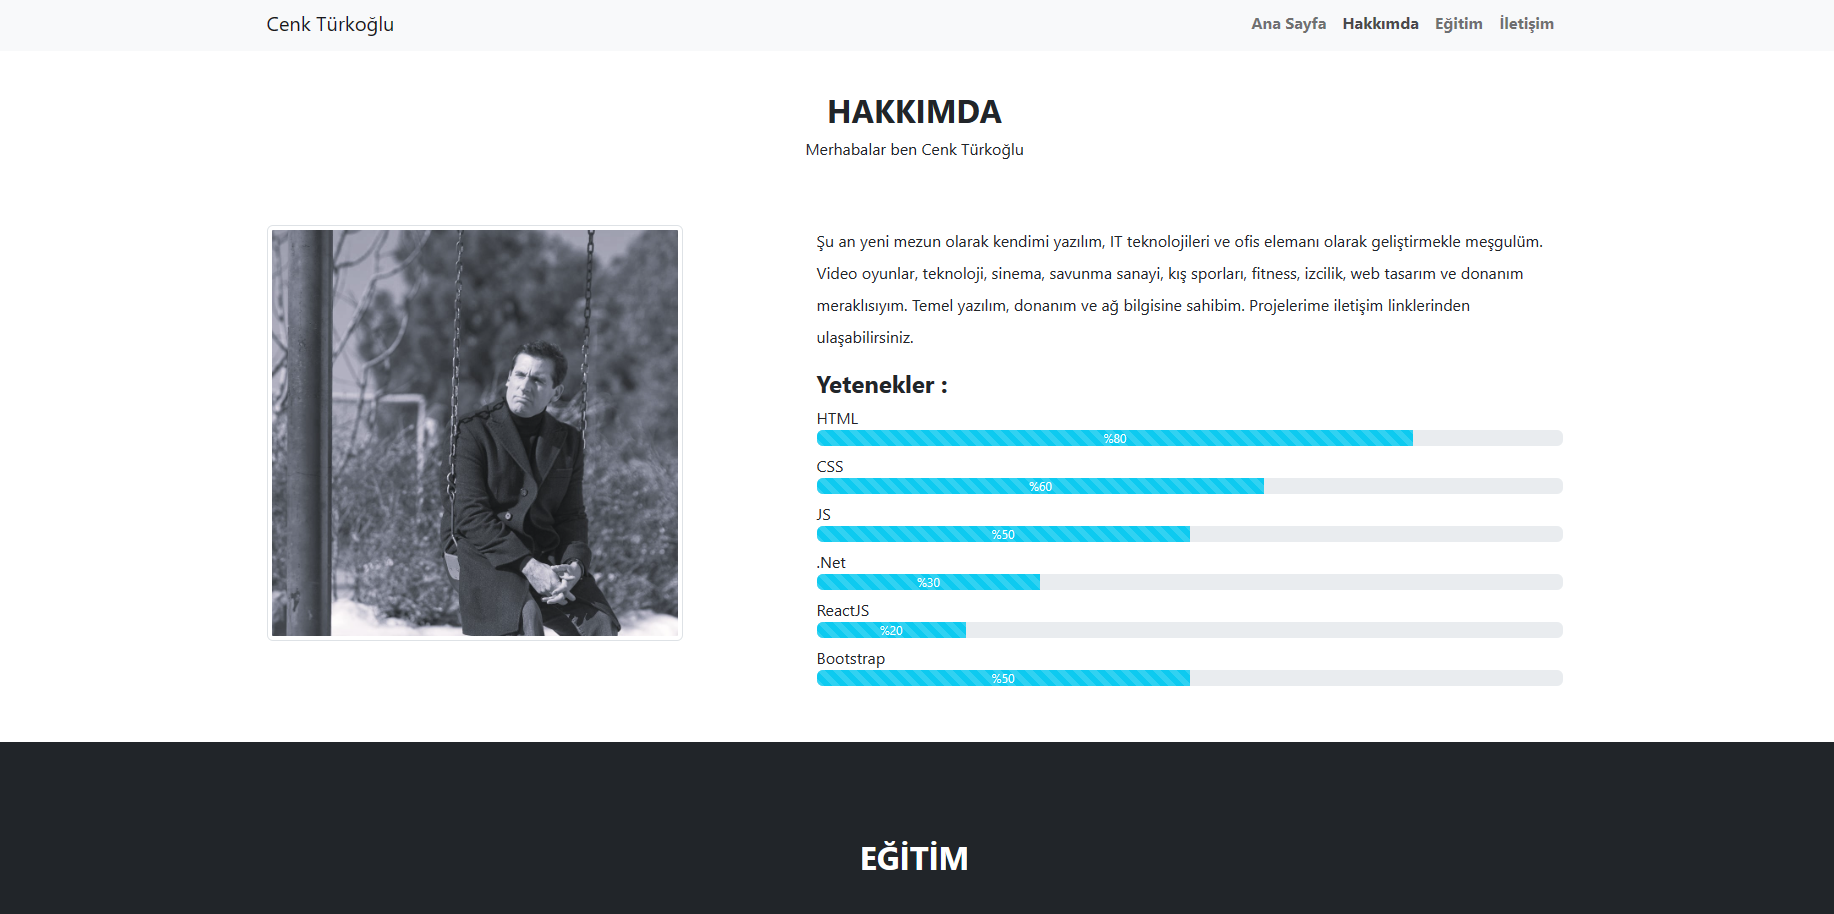 Cenk Türkoğlu
Ana Sayfa Hakkımda Eğitim İletişim
HAKKIMDA
Merhabalar ben Cenk Türkoğlu
Şu an yeni mezun olarak kendimi yazılım, IT teknolojileri ve ofis elemanı olarak geliştirmekle meşgulüm.
Video oyunlar, teknoloji, sinema, savunma sanayi, kış sporları, fitness, izcilik, web tasarım ve donanım
meraklısıyım. Temel yazılım, donanım ve ağ bilgisine sahibim. Projelerime iletişim linklerinden
ulaşabilirsiniz.
Yetenekler :
HTML
%80
CSS
%60
JS
%50
.Net
%30
ReactJS
%20
Bootstrap
%50
EĞİTİM